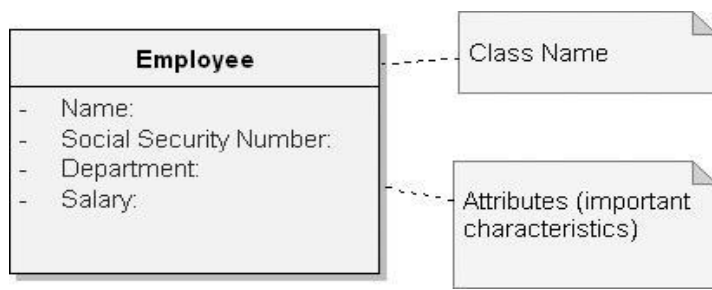 Employee
Class Name
- Name:
- Social Security Number:
- Department:
- Salary:
Attributes (important
characteristics)